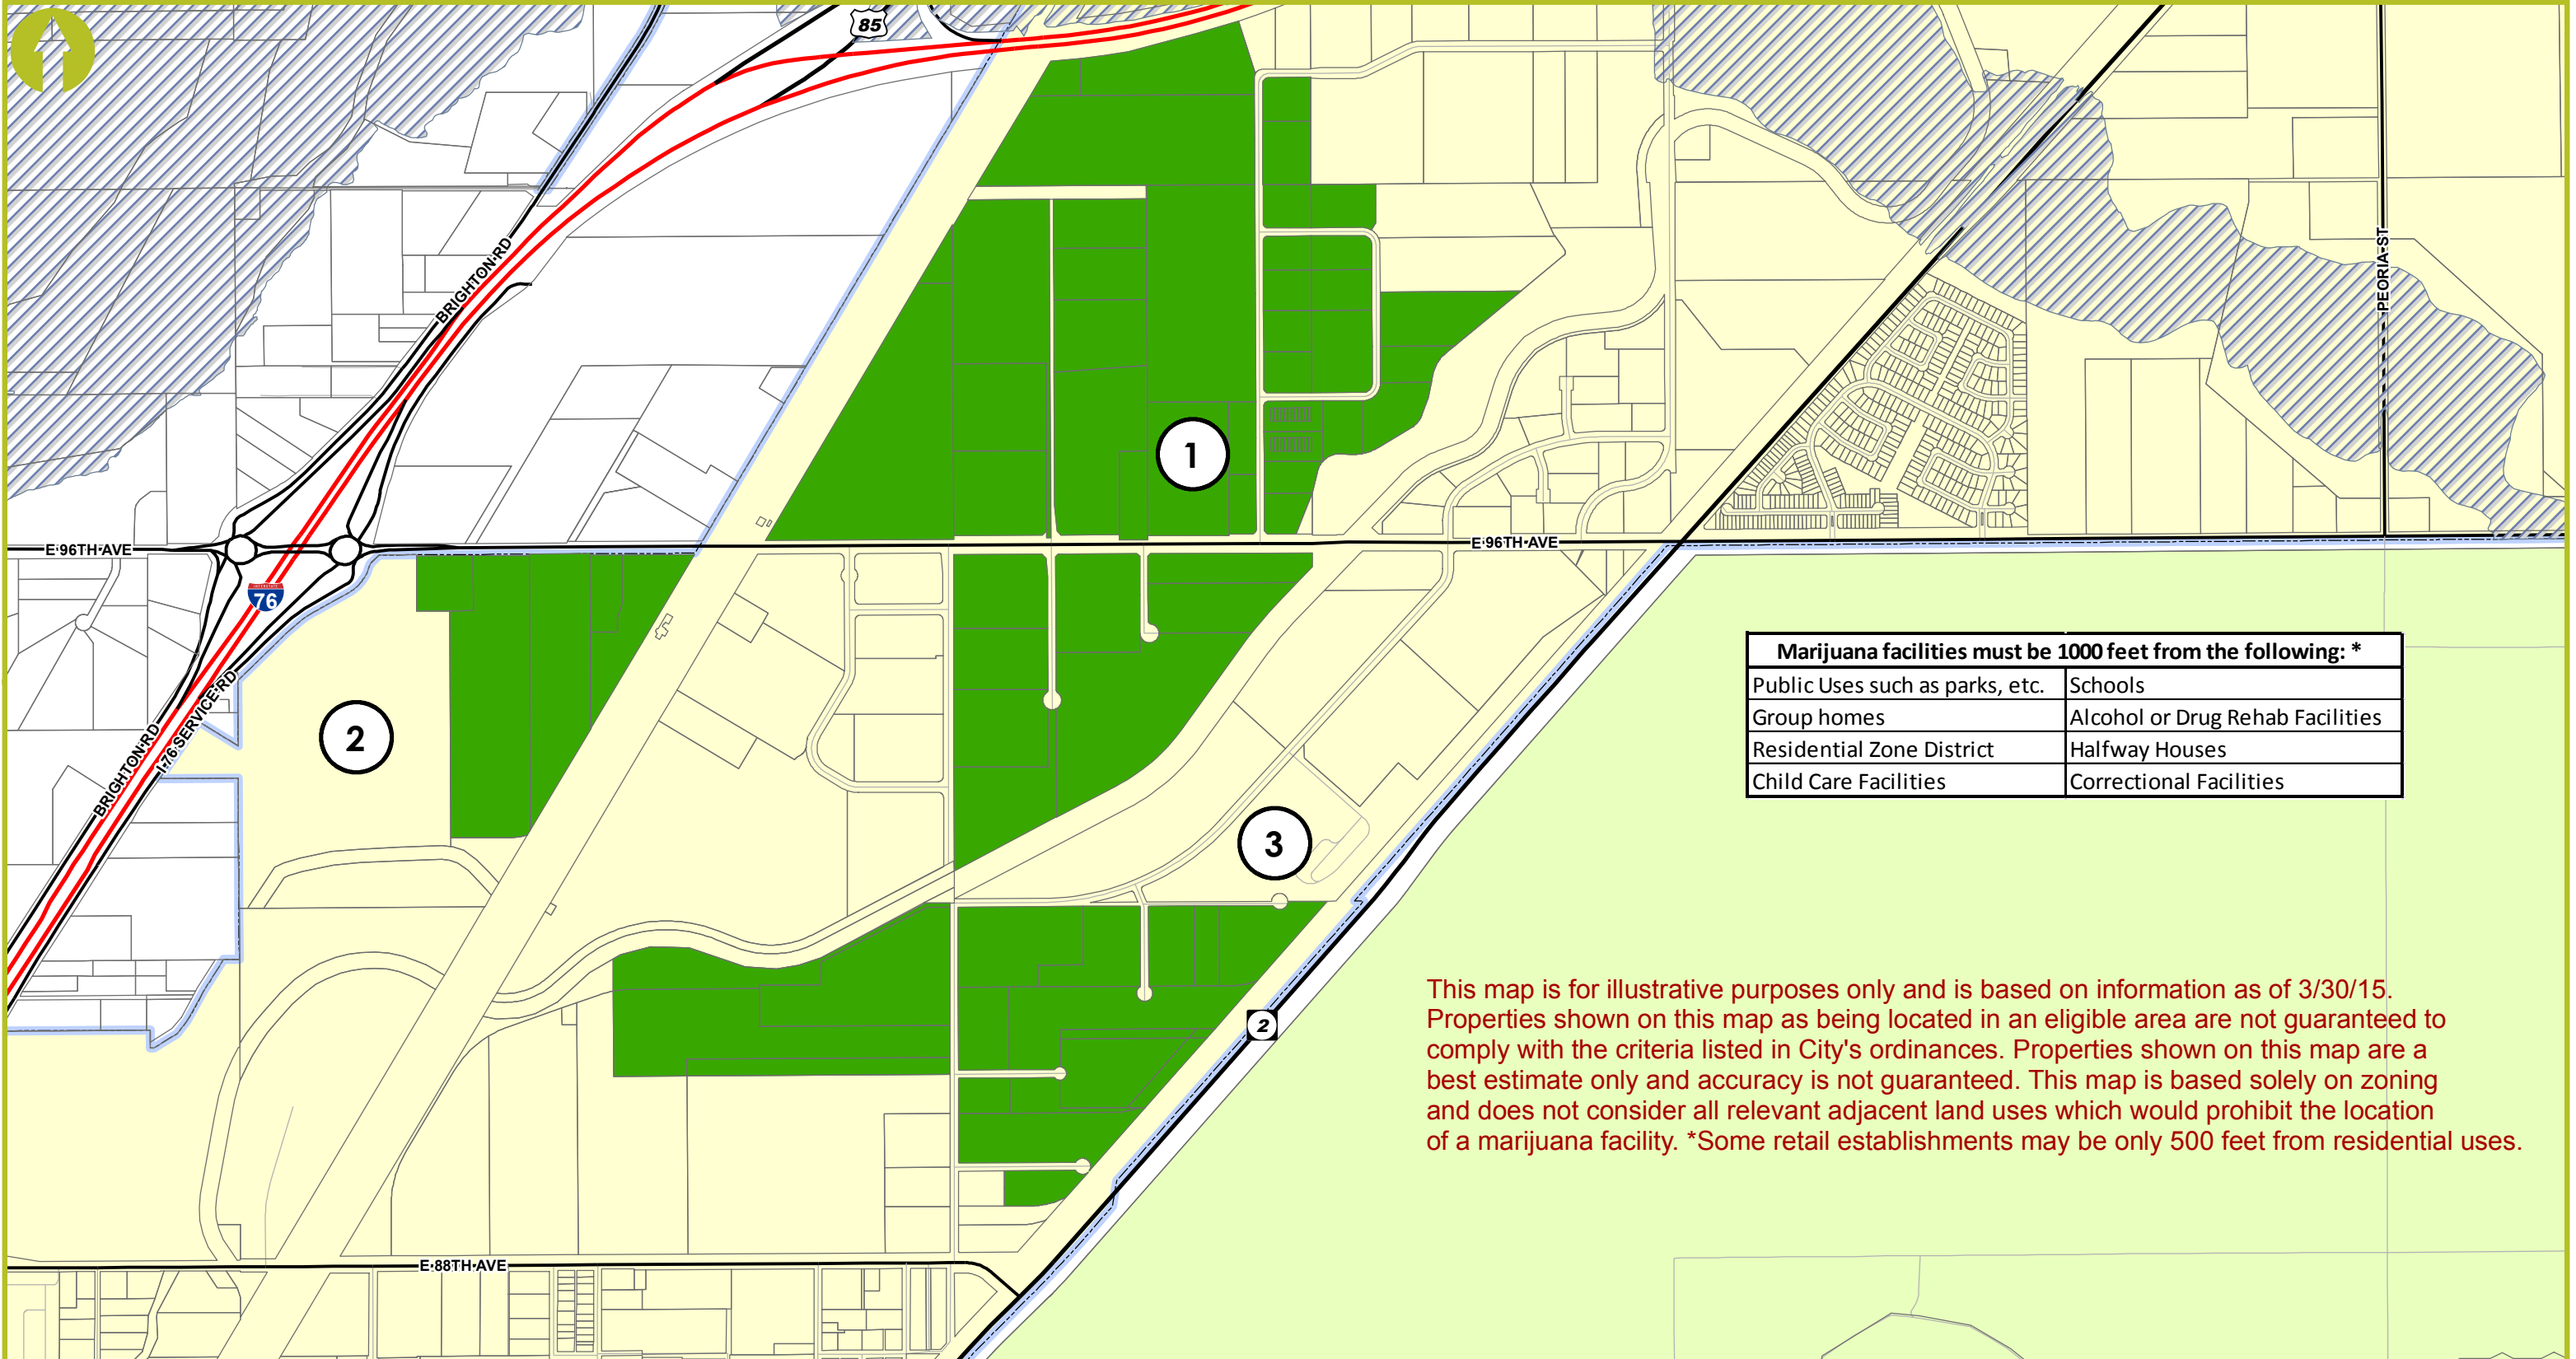 85
BRIGHTON RD
PEORIA ST
1
E 96TH AVE
E 96TH AVE
INTERSTATE
76
Marijuana facilities must be 1000 feet from the following: *
Public Uses such as parks, etc. Schools
Group homes Alcohol or Drug Rehab Facilities
Residential Zone District Halfway Houses
Child Care Facilities Correctional Facilities
2
BRIGHTON RD
I-76 SERVICE RD
3
This map is for illustrative purposes only and is based on information as of 3/30/15.
Properties shown on this map as being located in an eligible area are not guaranteed to
comply with the criteria listed in City's ordinances. Properties shown on this map are a
best estimate only and accuracy is not guaranteed. This map is based solely on zoning
and does not consider all relevant adjacent land uses which would prohibit the location
of a marijuana facility. *Some retail establishments may be only 500 feet from residential uses.
2
E 88TH AVE